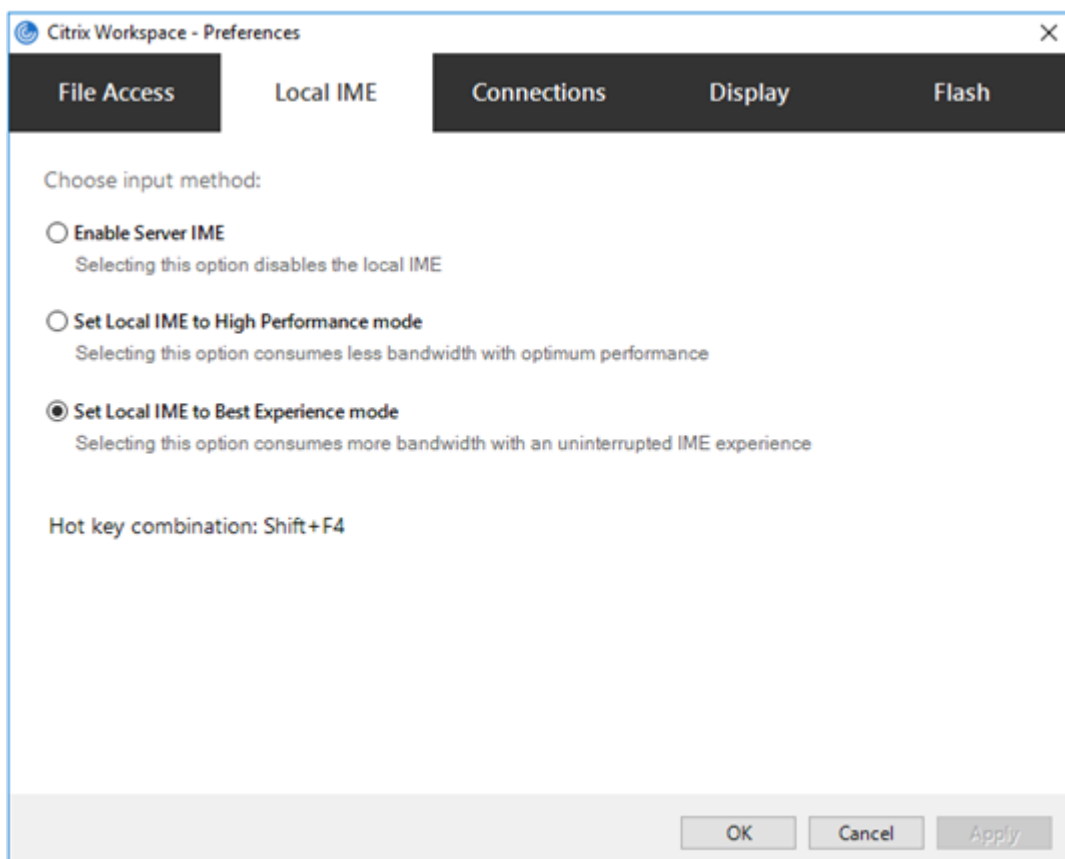 Citrix Workspace - Preferences
File Access Local IME Connections Display Flash
Choose input method:
Enable Server IME
Selecting this option disables the local IME
Set Local IME to High Performance mode
Selecting this option consumes less bandwidth with optimum performance
Set Local IME to Best Experience mode
Selecting this option consumes more bandwidth with an uninterrupted IME experience
Hot key combination: Shift+F4
OK Cancel Apply